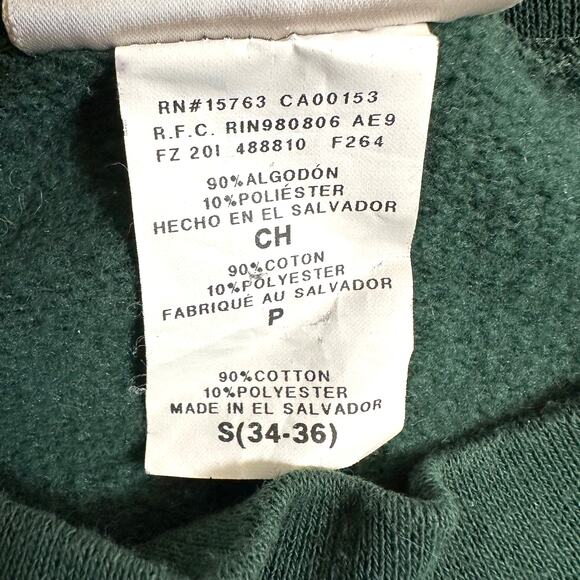 RN#15763 CA00153
R.F.C. RIN980806 AE9
FZ 201 488810 F264
90%ALGODÓN
10%POLIÉSTER
HECHO EN EL SALVADOR
CH
90%COTON
10%POLYESTER
FABRIQUÉ AU SALVADOR
P
90%COTTON
10%POLYESTER
MADE IN EL SALVADOR
S(34-36)